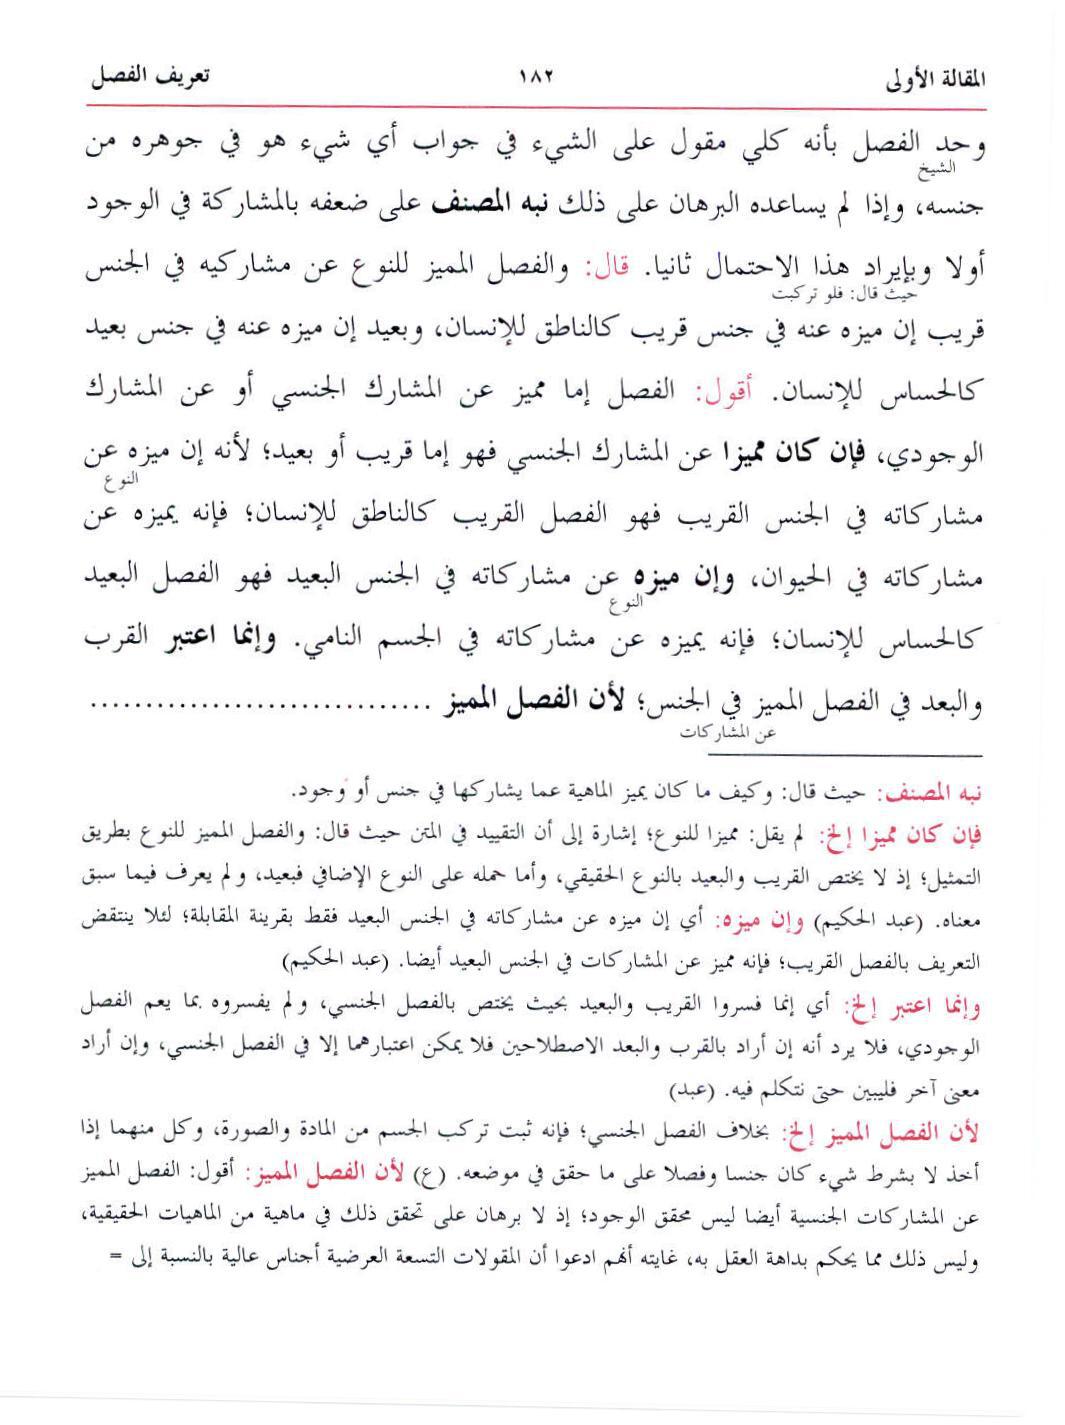 المقالة الأولى ١٨٢ تعريف الفصل
وحد الفصل بأنه كلي مقول على الشيء في جواب أي شيء هو في جوهره من
الشيخ
جنسه، وإذا لم يساعده البرهان على ذلك نبه المصنف على ضعفه بالمشاركة في الوجود
أولا وبإيراد هذا الاحتمال ثانيا. قال: والفصل المميز للنوع عن مشاركيه في الجنس
حيث قال: فلو تركبت
قريب إن ميزه عنه في جنس قريب كالناطق للإنسان، وبعيد إن ميزه عنه في جنس بعيد
كالحساس للإنسان. أقول: الفصل إما مميز عن المشارك الجنسي أو عن المشارك
الوجودي، فإن كان مميزا عن المشارك الجنسي فهو إما قريب أو بعيد؛ لأنه إن ميزه عن
النوع
مشاركاته في الجنس القريب فهو الفصل القريب كالناطق للإنسان؛ فإنه يميزه عن
مشاركاته في الحيوان، وإن ميزه عن مشاركاته في الجنس البعيد فهو الفصل البعيد
النوع
كالحساس للإنسان؛ فإنه يميزه عن مشاركاته في الجسم النامي. وإنما اعتبر القرب
والبعد في الفصل المميز في الجنس؛ لأن الفصل المميز ...............................
عن المشاركات
نبه المصنف: حيث قال: وكيف ما كان يميز الماهية عما يشاركها في جنس أو وجود.
فإن كان مميزا إلخ: لم يقل: مميزا للنوع؛ إشارة إلى أن التقييد في المتن حيث قال: والفصل المميز للنوع بطريق
التمثيل؛ إذ لا يختص القريب والبعيد بالنوع الحقيقي، وأما حمله على النوع الإضافي فبعيد، ولم يعرف فيما سبق
معناه. (عبد الحكيم) وإن ميزه: أي إن ميزه عن مشاركاته في الجنس البعيد فقط بقرينة المقابلة؛ لئلا ينتقض
التعريف بالفصل القريب؛ فإنه مميز عن المشاركات في الجنس البعيد أيضا. (عبد الحكيم)
وإنما اعتبر إلخ: أي إنما فسروا القريب والبعيد بحيث يختص بالفصل الجنسي، ولم يفسروه بما يعم الفصل
الوجودي، فلا يرد أنه إن أراد بالقرب والبعد الاصطلاحين فلا يمكن اعتبارهما إلا في الفصل الجنسي، وإن أراد
معنى آخر فليبين حتى نتكلم فيه. (عبد)
لأن الفصل المميز إلخ: بخلاف الفصل الجنسي؛ فإنه ثبت تركب الجسم من المادة والصورة، وكل منهما إذا
أخذ لا بشرط شيء كان جنسا وفصلا على ما حقق في موضعه. (ع) لأن الفصل المميز: أقول: الفصل المميز
عن المشاركات الجنسية أيضا ليس محقق الوجود؛ إذ لا برهان على تحقق ذلك في ماهية من الماهيات الحقيقية،
وليس ذلك مما يحكم بداهة العقل به، غايته أنهم ادعوا أن المقولات التسعة العرضية أجناس عالية بالنسبة إلى =